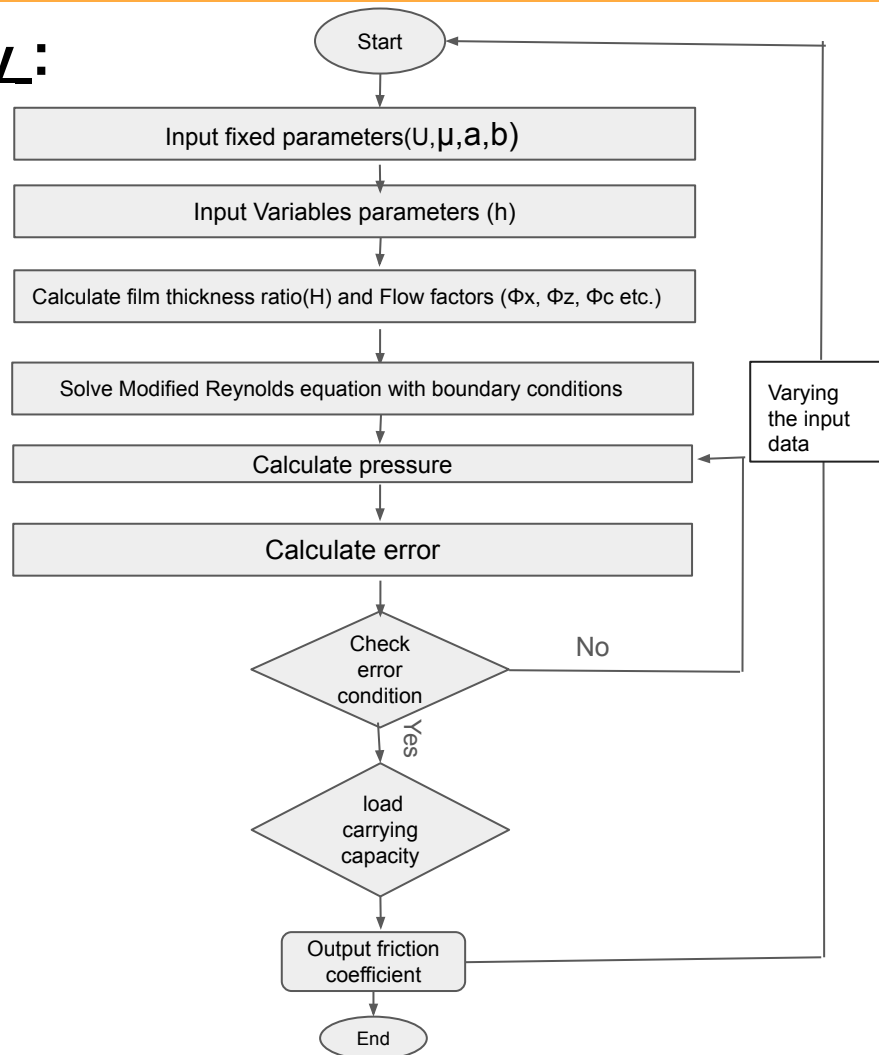 y :
Start
Input fixed parameters(U,μ,a,b)
Input Variables parameters (h)
Calculate film thickness ratio(H) and Flow factors (Φx, Φz, Φc etc.)
Solve Modified Reynolds equation with boundary conditions
Varying
the input
data
Calculate pressure
Calculate error
Check
error
condition
No
Yes
load
carrying
capacity
Output friction
coefficient
End